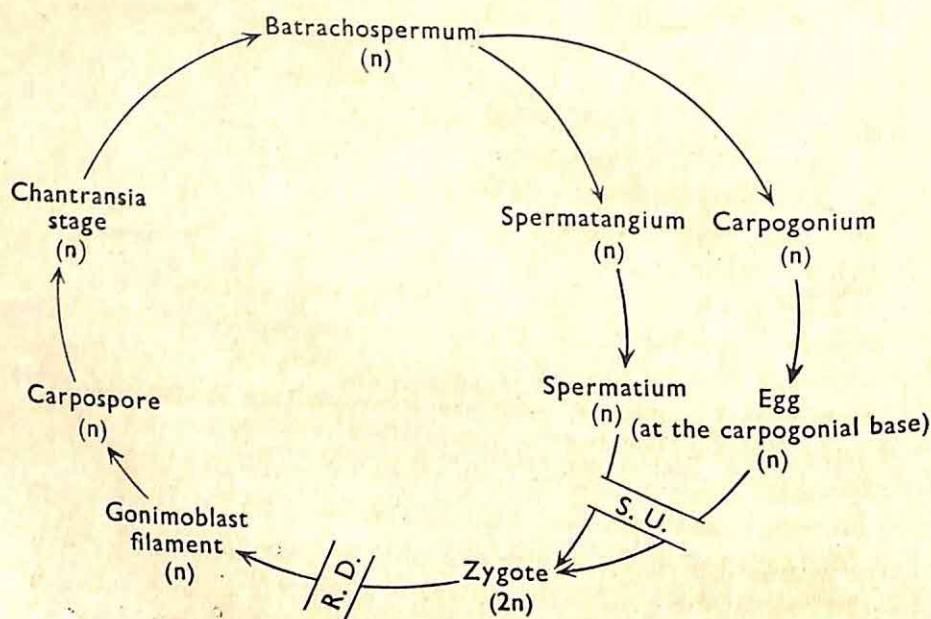 Batrachospermum
(n)
Chantransia
stage
(n)
Spermatangium
(n)
Carpogonium
(n)
Carpospore
(n)
Spermatium
(n)
Egg
(at the carpogonial base)
(n)
S. U.
Gonimoblast
filament
(n)
R. D.
Zygote
(2n)